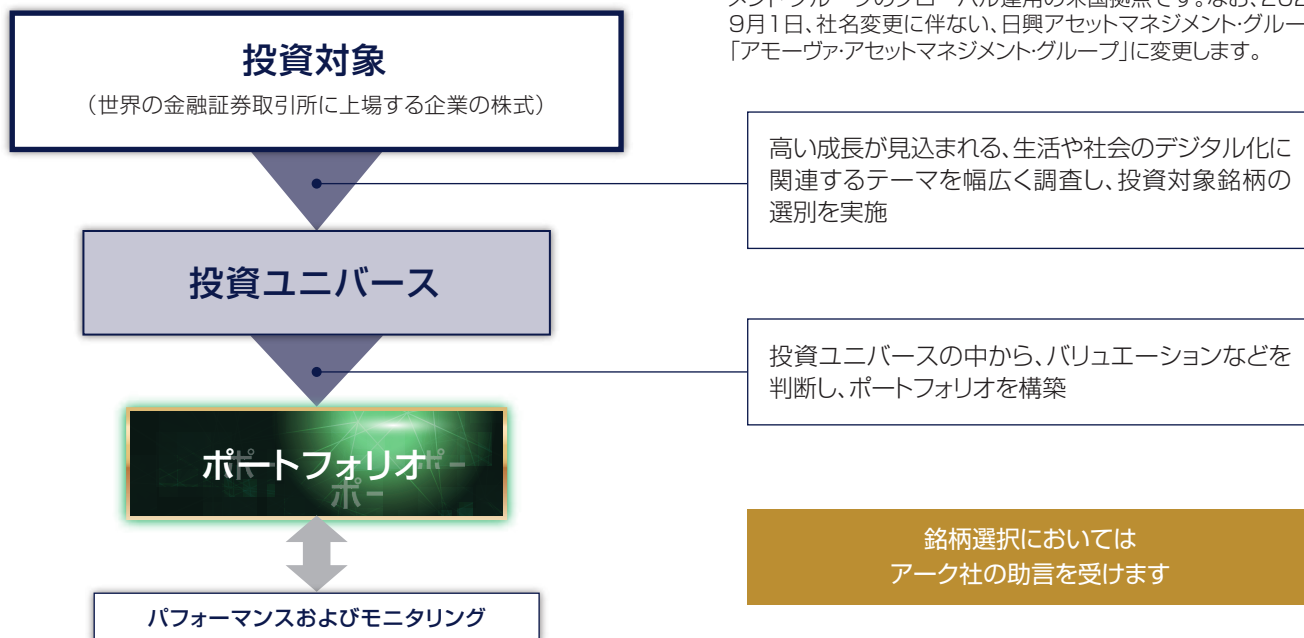 9月1日、社名変更に伴ない、日興アセットマネジメント・グルー
「アモーヴァ・アセットマネジメント・グループ」に変更します。
投資対象
(世界の金融証券取引所に上場する企業の株式)
高い成長が見込まれる、生活や社会のデジタル化に
関連するテーマを幅広く調査し、投資対象銘柄の
選別を実施
投資ユニバース
投資ユニバースの中から、バリュエーションなどを
判断し、ポートフォリオを構築
ポートフォリオ
銘柄選択においては
アーク社の助言を受けます
パフォーマンスおよびモニタリング